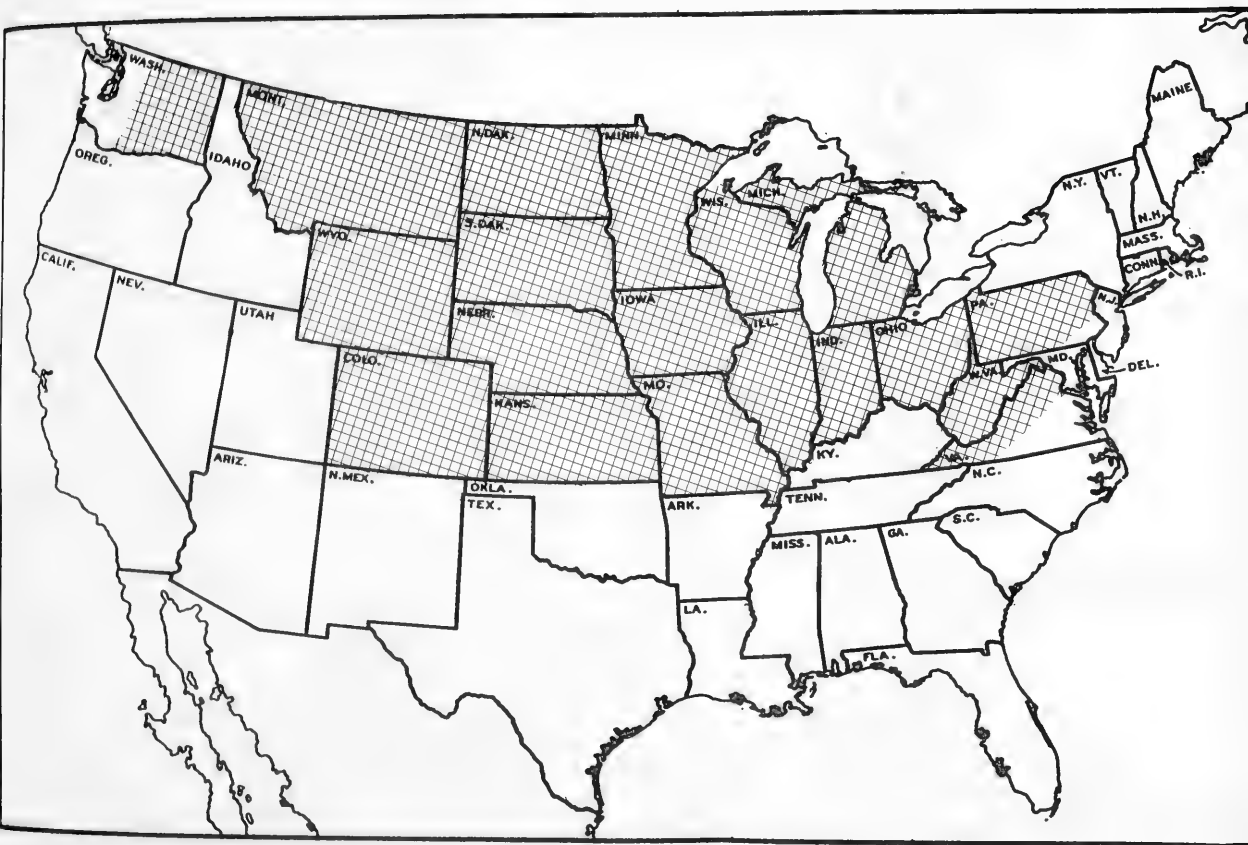 WASH.
MONT.
N.DAK.
MINN.
MAINE
OREG.
IDAHO
WIS.
MICH.
N.Y.
VT.
N.H.
S.DAK.
WYO.
MASS.
CONN.
R.I.
CALIF.
NEV.
UTAH
NEBR.
IOWA
ILL.
IND.
OHIO
PA.
N.J.
COLO.
KANS.
MO.
W.VA.
MD.
DEL.
ARIZ.
N.MEX.
OKLA.
TEX.
ARK.
KY.
VA.
TENN.
N.C.
S.C.
MISS.
ALA.
GA.
LA.
FLA.